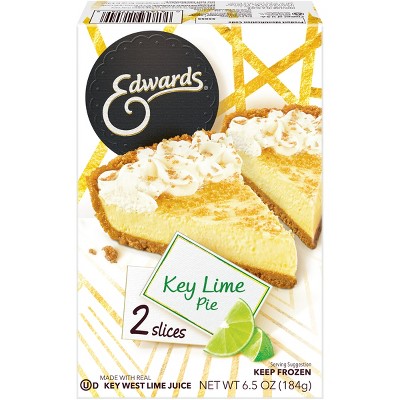 Edwards®
Key Lime
Pie
2 slices
Serving Suggestion
MADE WITH REAL
UD KEY WEST LIME JUICE
KEEP FROZEN
NET WT 6.5 OZ (184g)